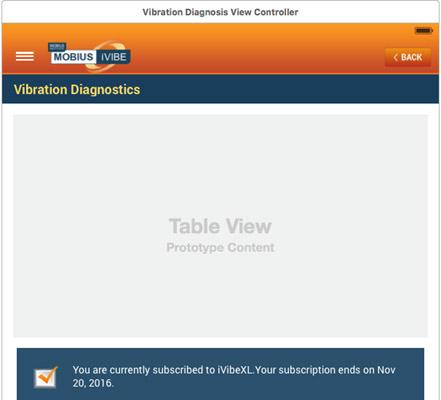 Vibration Diagnosis View Controller
MOBIUS
MOBIUS iVIBE
BACK
Vibration Diagnostics
Table View
Prototype Content
You are currently subscribed to iVibeXL.Your subscription ends on Nov
20, 2016.